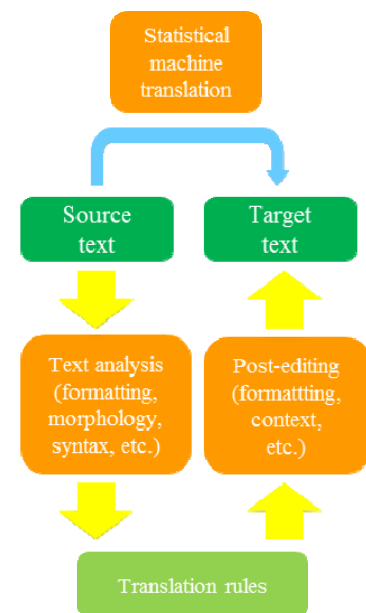 Statistical
machine
translation
Source
text
Target
text
Text analysis
(formatting,
morphology,
syntax, etc.)
Post-editing
(formattting,
context,
etc.)
Translation rules